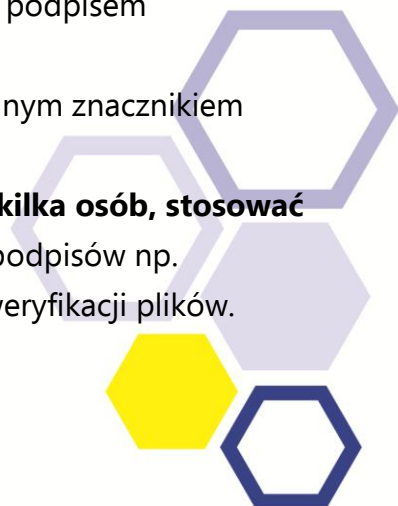 podpisem
nym znacznikiem
kilka osób, stosować
podpisów np.
weryfikacji plików.